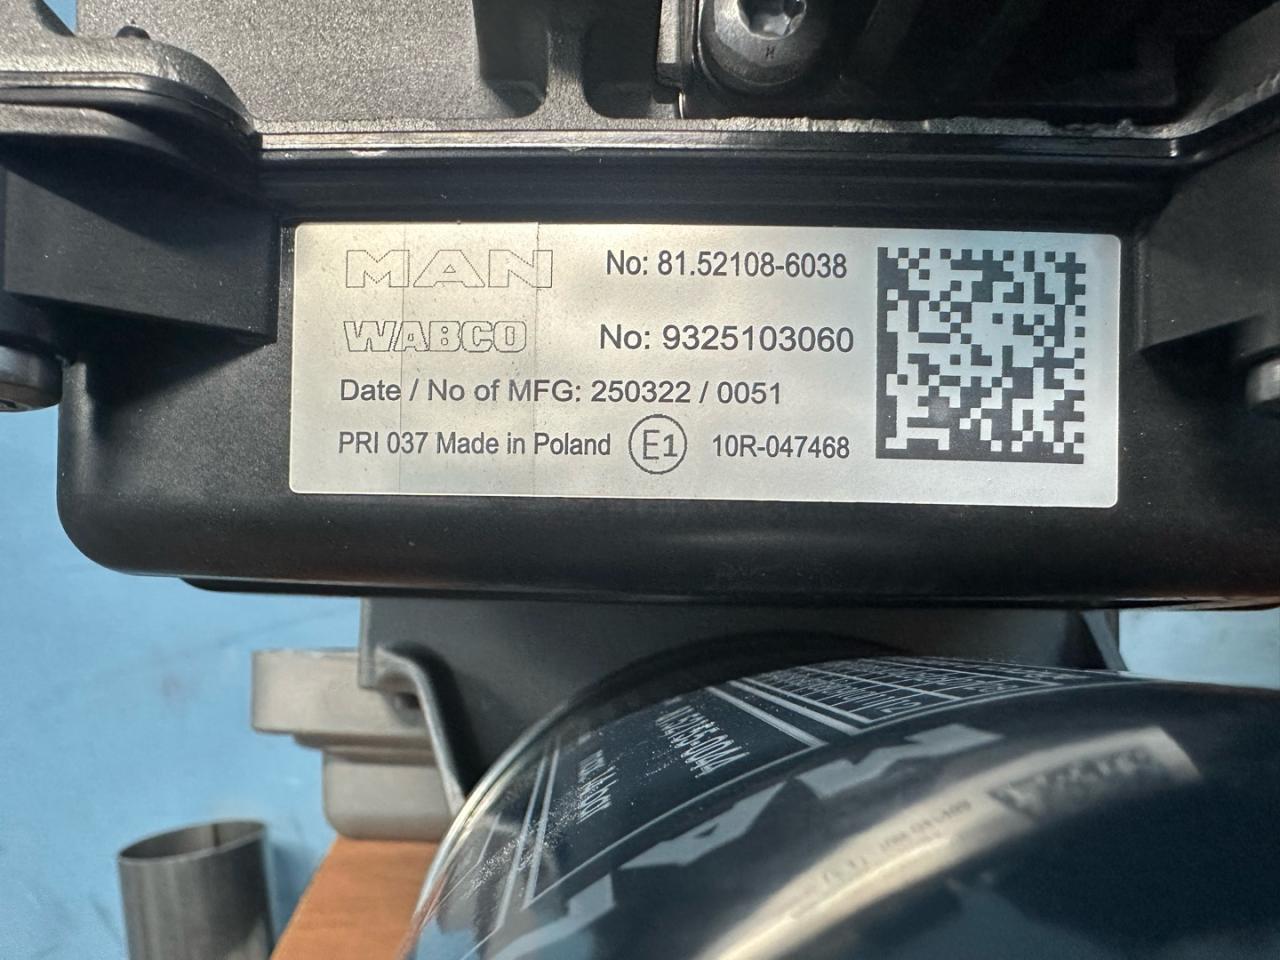 MAN No: 81.52108-6038
WABCO No: 9325103060
Date / No of MFG: 250322 / 0051
PRI 037 Made in Poland E1 10R-047468
MAN